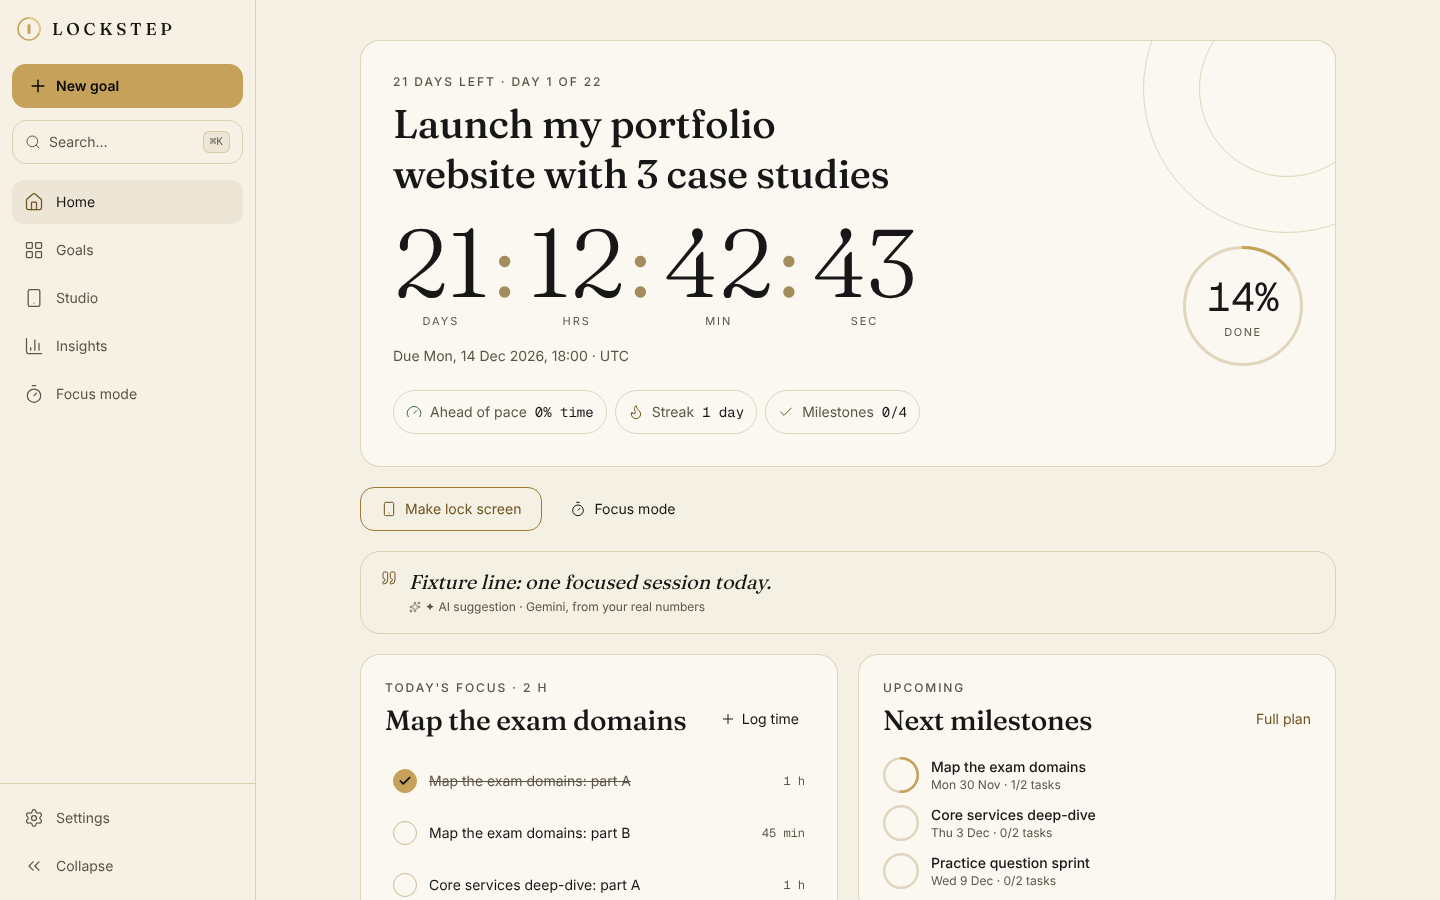 LOCKSTEP
New goal
Search...
⌘K
Home
Goals
Studio
Insights
Focus mode
Settings
Collapse
21 DAYS LEFT · DAY 1 OF 22
Launch my portfolio
website with 3 case studies
21:12:42:43
DAYS HRS MIN SEC
Due Mon, 14 Dec 2026, 18:00 · UTC
14%
DONE
Ahead of pace 0% time
Streak 1 day
Milestones 0/4
Make lock screen
Focus mode
Fixture line: one focused session today.
✦ AI suggestion · Gemini, from your real numbers
TODAY'S FOCUS · 2 H
Map the exam domains
Log time
Map the exam domains: part A 1 h
Map the exam domains: part B 45 min
Core services deep-dive: part A 1 h
UPCOMING
Next milestones
Full plan
Map the exam domains
Mon 30 Nov · 1/2 tasks
Core services deep-dive
Thu 3 Dec · 0/2 tasks
Practice question sprint
Wed 9 Dec · 0/2 tasks